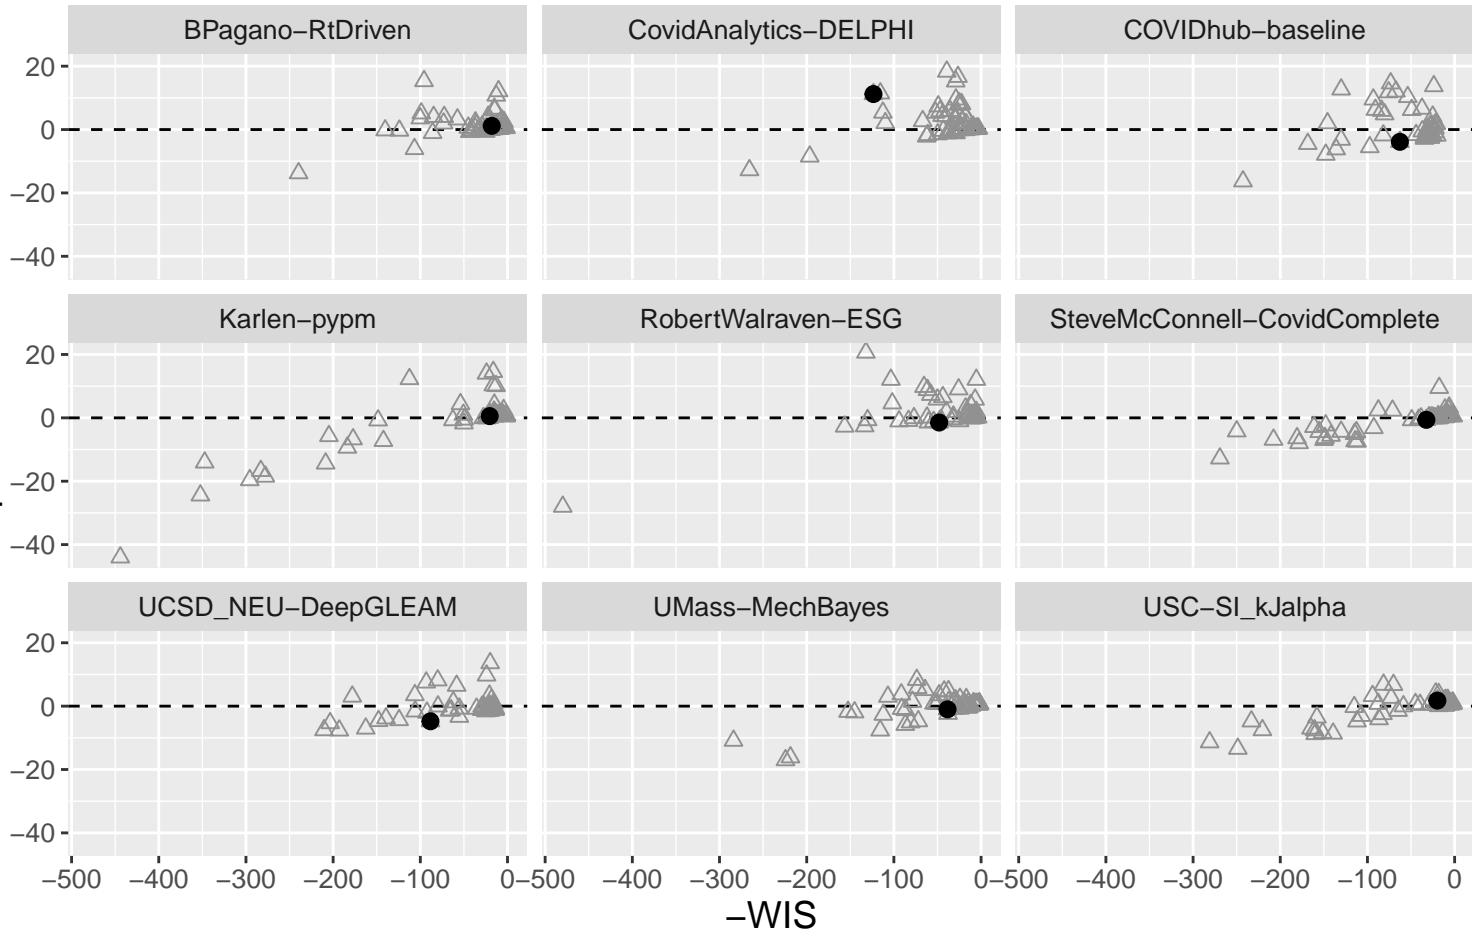 BPagano−RtDriven CovidAnalytics−DELPHI COVIDhub−baseline
20
0
−20
−40
Karlen−pypm RobertWalraven−ESG SteveMcConnell−CovidComplete
20
0
−20
−40
UCSD_NEU−DeepGLEAM UMass−MechBayes USC−SI_kJalpha
20
0
−20
−40
−500 −400 −300 −200 −100 0 −500 −400 −300 −200 −100 0 −500 −400 −300 −200 −100 0
−WIS